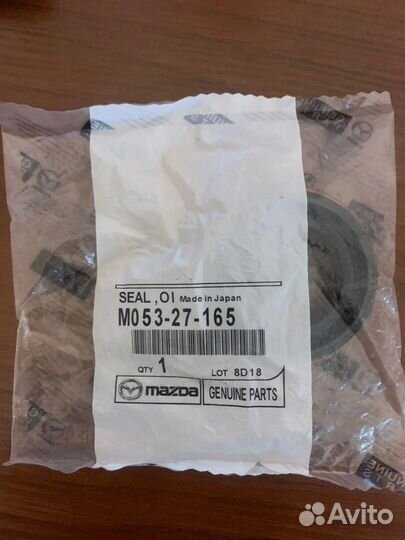 SEAL ,OI Made in Japan
M053-27-165
QTY 1 LOT 8D18
mazda GENUINE PARTS
Avito